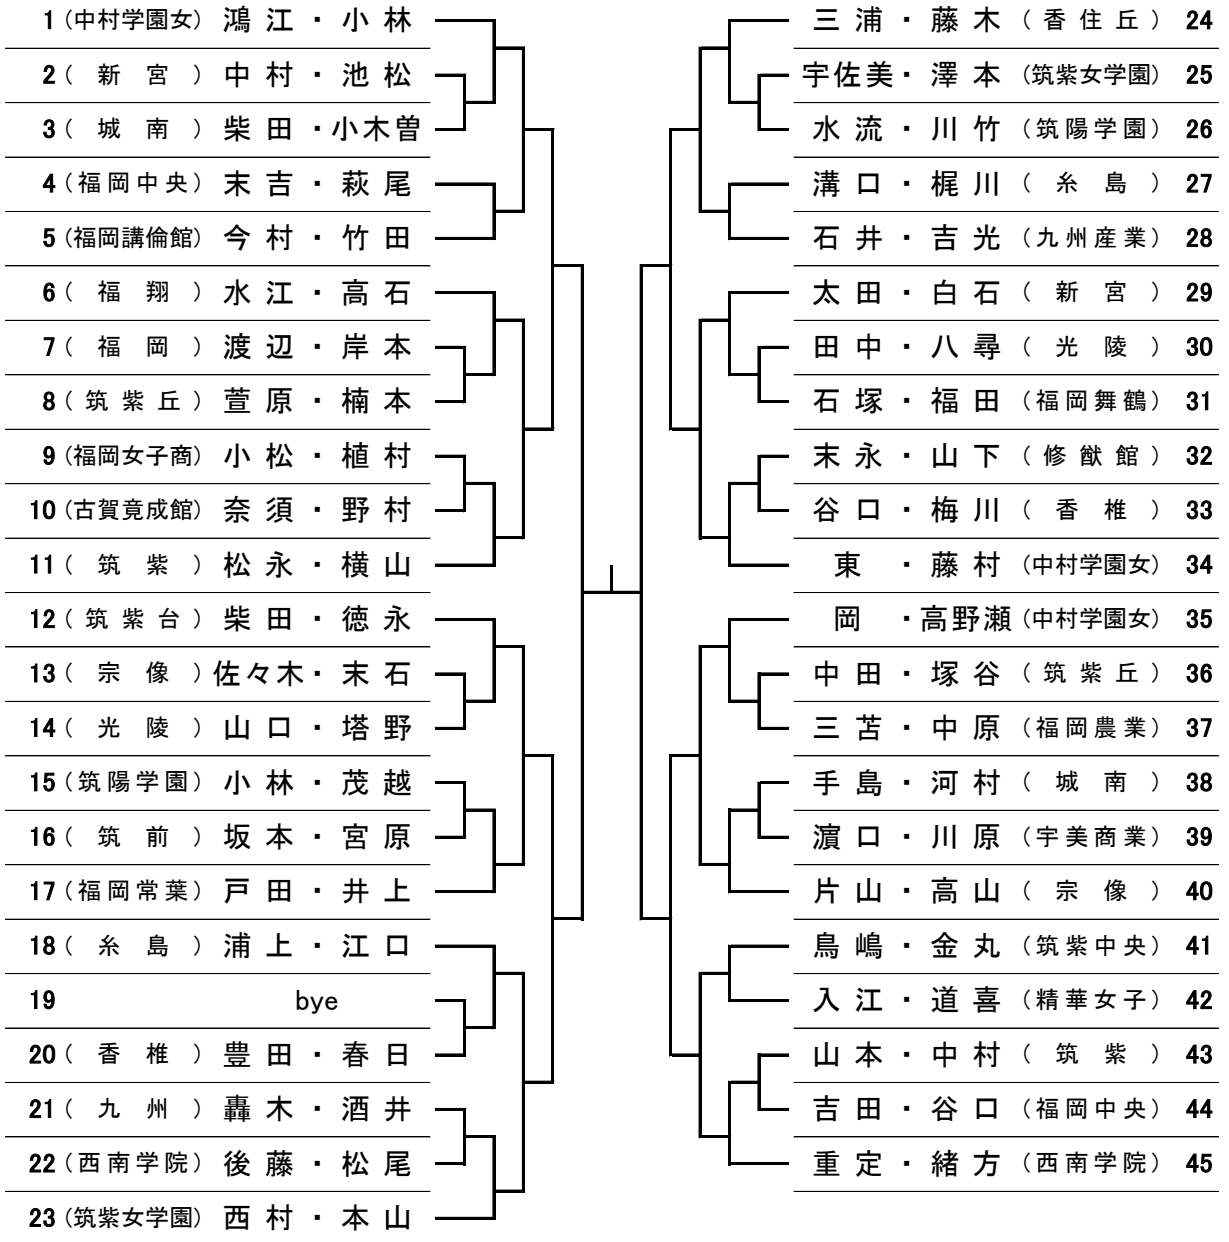 1 (中村学園女) 鴻江・小林
2 (新宮) 中村・池松
3 (城南) 柴田・小木曽
4 (福岡中央) 末吉・萩尾
5 (福岡講倫館) 今村・竹田
6 (福翔) 水江・高石
7 (福岡) 渡辺・岸本
8 (筑紫丘) 萱原・楠本
9 (福岡女子商) 小松・植村
10 (古賀竟成館) 奈須・野村
11 (筑紫) 松永・横山
12 (筑紫台) 柴田・徳永
13 (宗像) 佐々木・末石
14 (光陵) 山口・塔野
15 (筑陽学園) 小林・茂越
16 (筑前) 坂本・宮原
17 (福岡常葉) 戸田・井上
18 (糸島) 浦上・江口
19 bye
20 (香椎) 豊田・春日
21 (九州) 轟木・酒井
22 (西南学院) 後藤・松尾
23 (筑紫女学園) 西村・本山
三浦・藤木 (香住丘) 24
宇佐美・澤本 (筑紫女学園) 25
水流・川竹 (筑陽学園) 26
溝口・梶川 (糸島) 27
石井・吉光 (九州産業) 28
太田・白石 (新宮) 29
田中・八尋 (光陵) 30
石塚・福田 (福岡舞鶴) 31
末永・山下 (修猷館) 32
谷口・梅川 (香椎) 33
東・藤村 (中村学園女) 34
岡・高野瀬 (中村学園女) 35
中田・塚谷 (筑紫丘) 36
三苫・中原 (福岡農業) 37
手島・河村 (城南) 38
濵口・川原 (宇美商業) 39
片山・高山 (宗像) 40
鳥嶋・金丸 (筑紫中央) 41
入江・道喜 (精華女子) 42
山本・中村 (筑紫) 43
吉田・谷口 (福岡中央) 44
重定・緒方 (西南学院) 45